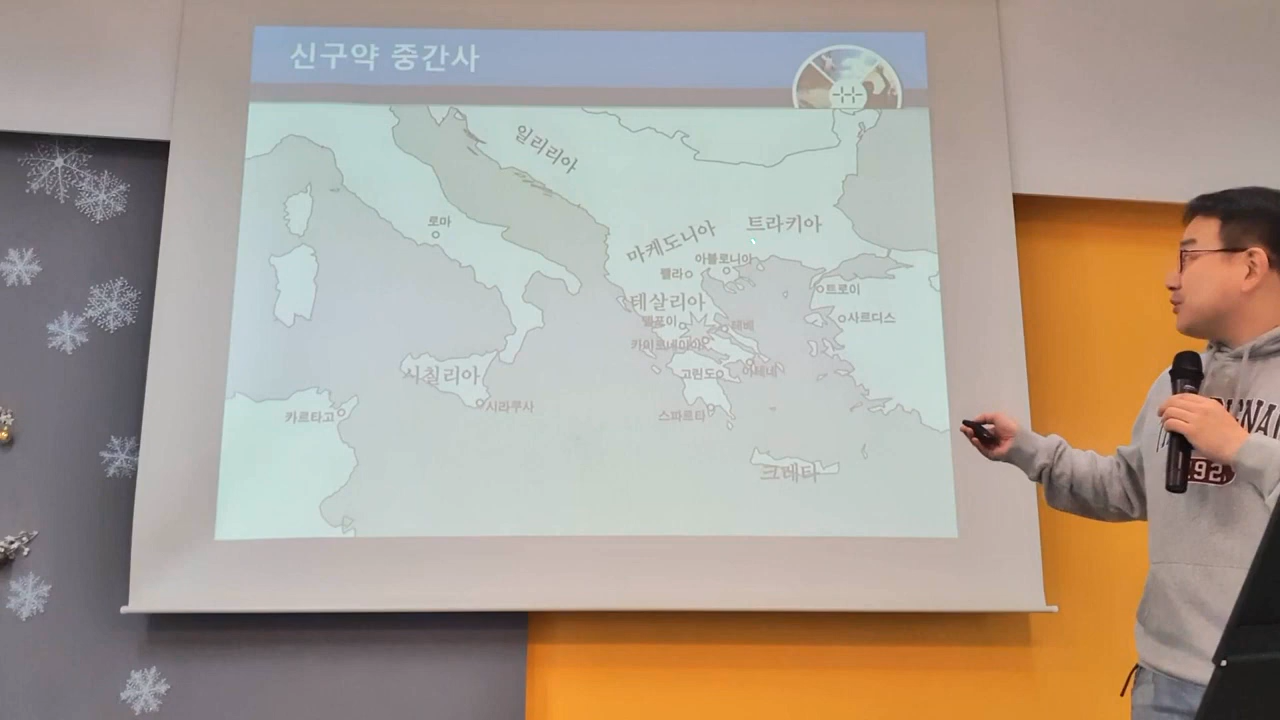 신구약 중간사
일리리아
로마
마케도니아
트라키아
아블로니아
펠라
트로이
테살리아
델포이
테베
사르디스
카이로네이아
시칠리아
고린도
아테네
시라쿠사
카르타고
스파르타
크레타
192